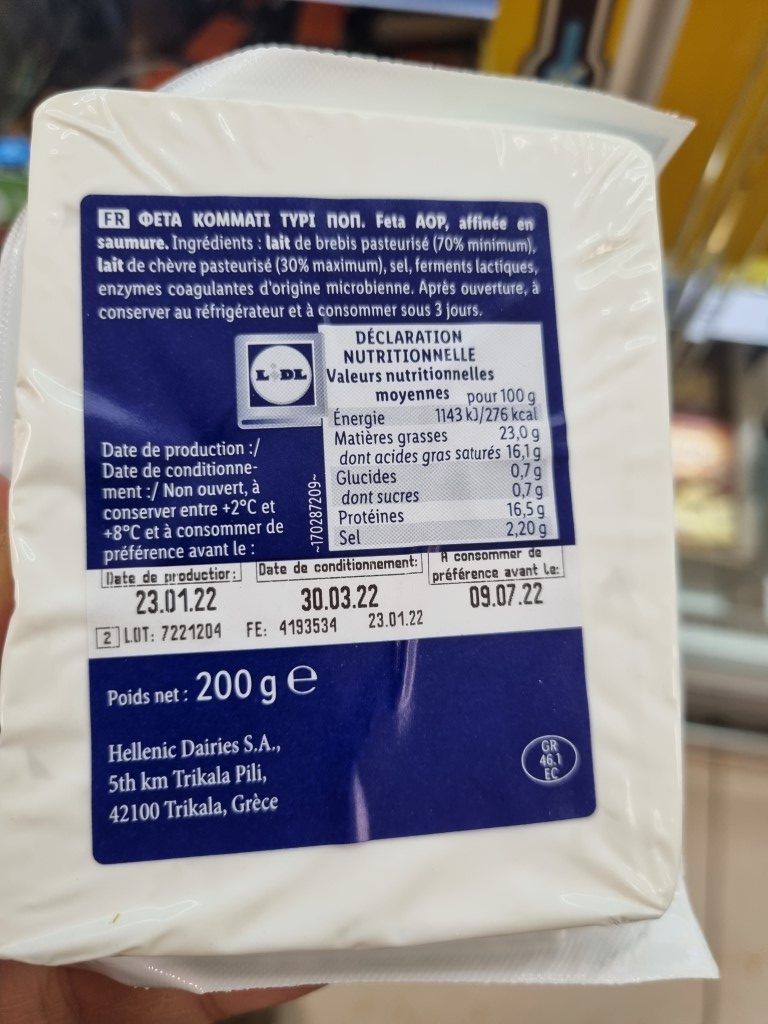 FR ΦΕΤΑ ΚΟΜΜΑΤΙ ΤΥΡΙ ΠΟΠ. Feta AOP, affinée en
saumure. Ingrédients : lait de brebis pasteurisé (70% minimum),
lait de chèvre pasteurisé (30% maximum), sel, ferments lactiques,
enzymes coagulantes d'origine microbienne. Après ouverture, à
conserver au réfrigérateur et à consommer sous 3 jours.
LIDL
DÉCLARATION
NUTRITIONNELLE
Valeurs nutritionnelles
moyennes pour 100 g
Énergie 1143 kJ/276 kcal
Matières grasses 23,0 g
dont acides gras saturés 16,1 g
Glucides 0,7 g
dont sucres 0,7 g
Protéines 16,5 g
Sel 2,20 g
~170287209~
Date de production :/
Date de conditionne-
ment :/ Non ouvert, à
conserver entre +2°C et
+8°C et à consommer de
préférence avant le :
Date de production: Date de conditionnement: A consommer de
préférence avant le:
23.01.22 30.03.22 09.07.22
2 LOT: 7221204 FE: 4193534 23.01.22
Poids net : 200 g e
Hellenic Dairies S.A.,
5th km Trikala Pili,
42100 Trikala, Grèce
GR
46.1
EC